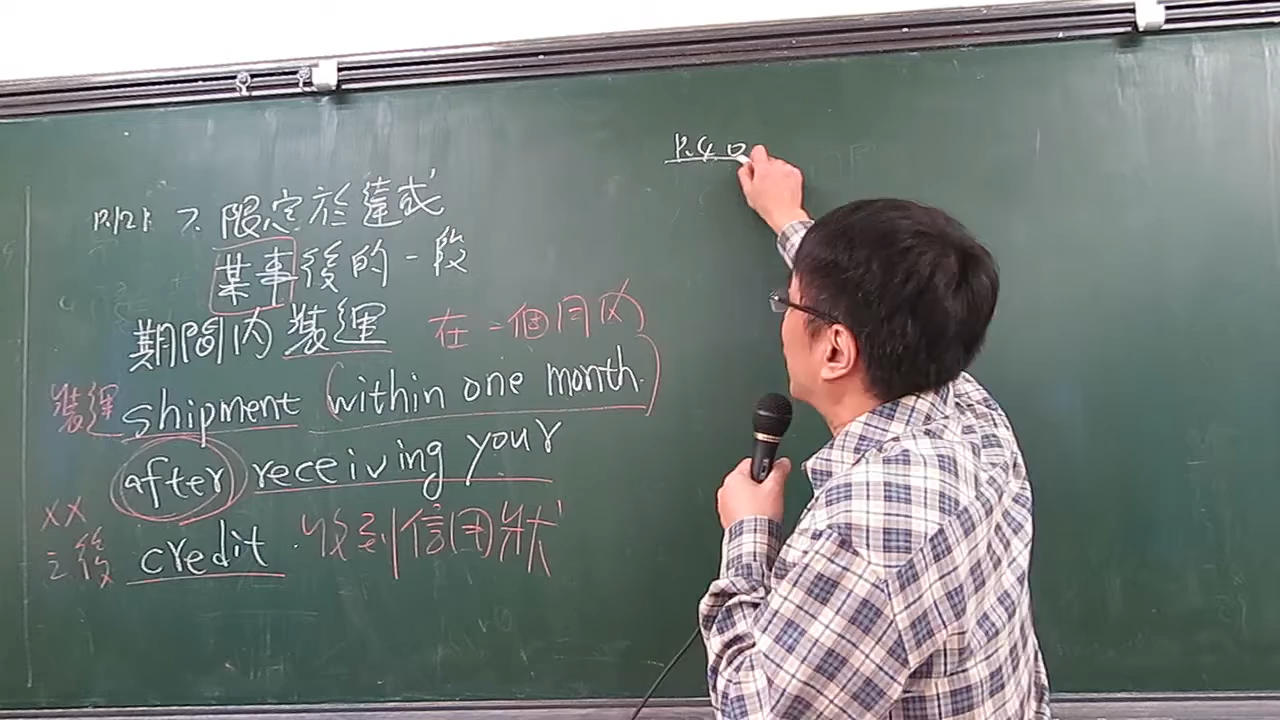 P.121 7. 限定於達或
某事後的一段
期間內裝運 在一個月內
裝運 shipment (within one month)
after receiving your
XX credit. 收到信用狀
之後
P.4